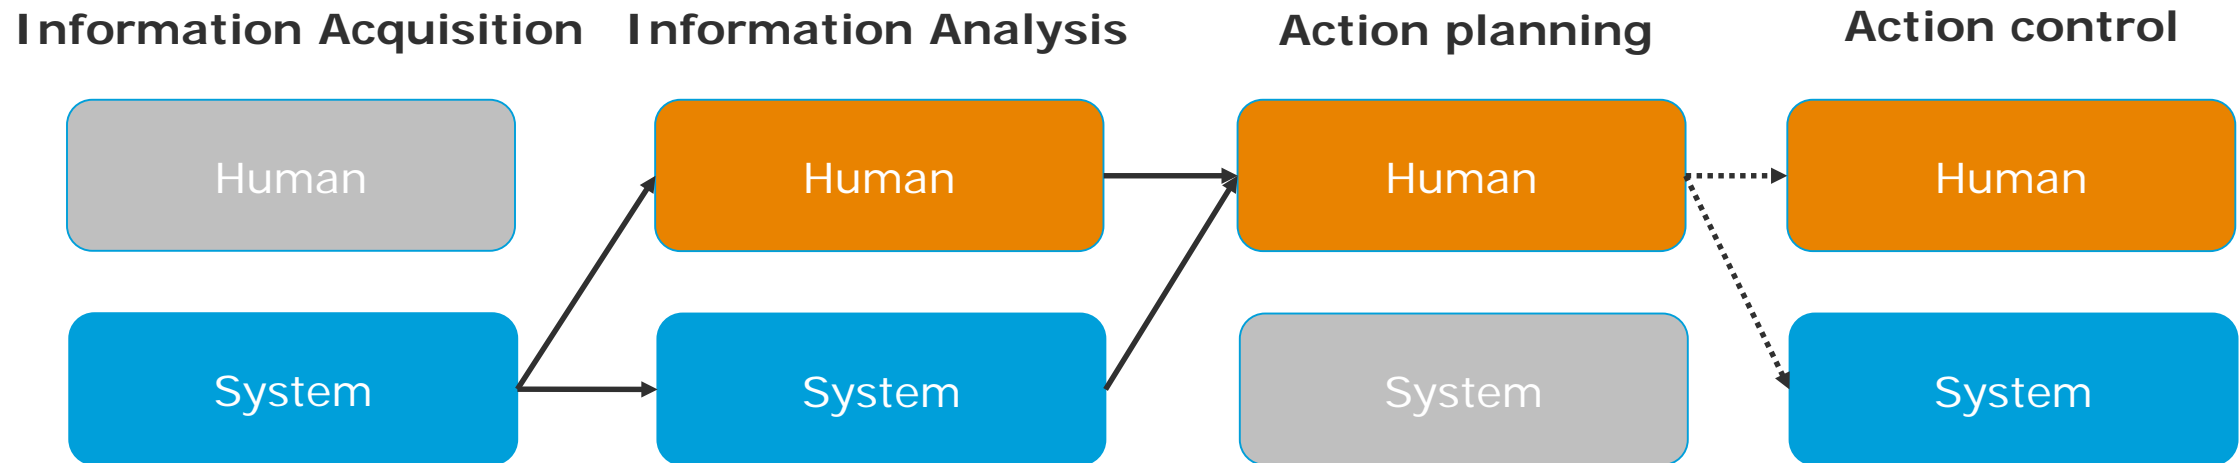 Information Acquisition
Information Analysis
Action planning
Action control
Human
Human
Human
Human
System
System
System
System